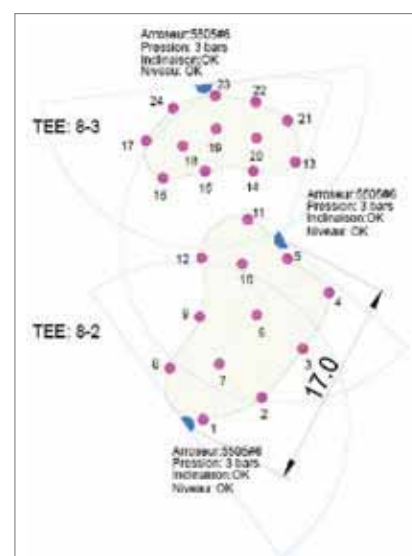 Arroseur:5505#6
Pression: 3 bars
Inclinaison:OK
Niveau: OK
23
24
22
TEE: 8-3
21
17
19
18
20
13
16
15
14
Arroseur:5505#6
Pression: 3 bars
Inclinaison:OK
Niveau: OK
11
12
5
10
4
9
6
TEE: 8-2
3
17.0
8
7
2
1
Arroseur:5505#6
Pression: 3 bars
Inclinaison:OK
Niveau: OK